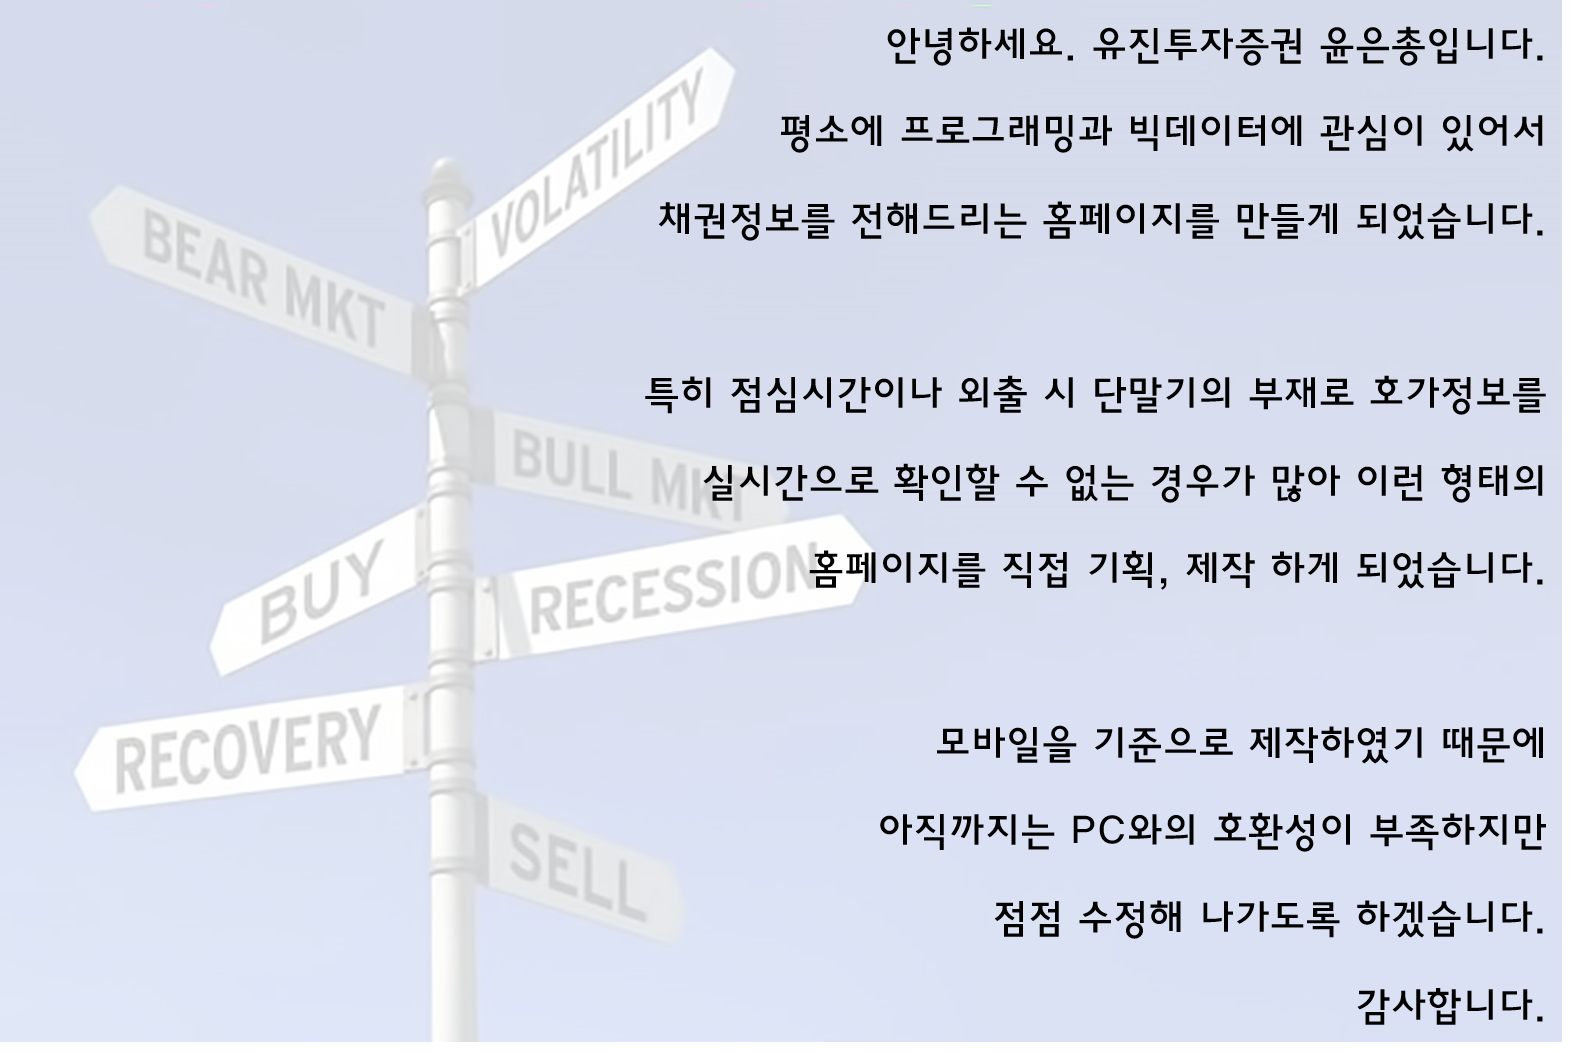 안녕하세요. 유진투자증권 윤은총입니다.
평소에 프로그래밍과 빅데이터에 관심이 있어서
채권정보를 전해드리는 홈페이지를 만들게 되었습니다.
특히 점심시간이나 외출 시 단말기의 부재로 호가정보를
실시간으로 확인할 수 없는 경우가 많아 이런 형태의
홈페이지를 직접 기획, 제작 하게 되었습니다.
모바일을 기준으로 제작하였기 때문에
아직까지는 PC와의 호환성이 부족하지만
점점 수정해 나가도록 하겠습니다.
감사합니다.
VOLATILITY
BEAR MKT
BULL MKT
BUY
RECESSION
RECOVERY
SELL